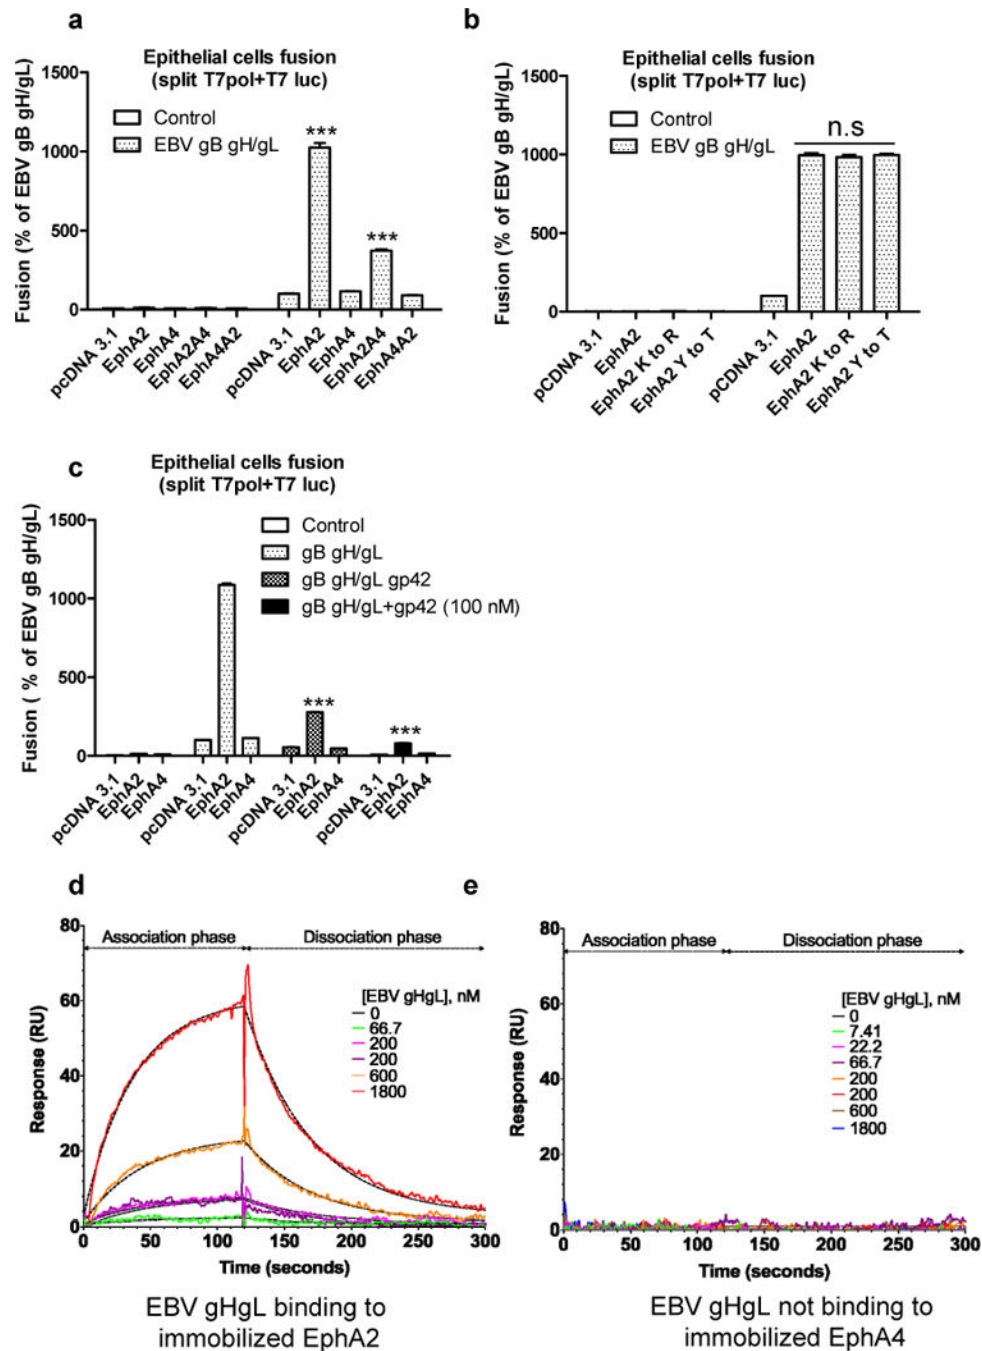 a
Epithelial cells fusion
(split T7pol+T7 luc)
Fusion (% of EBV gB gH/gL)
1500
1000
500
0
Control
EBV gB gH/gL
***
***
pcDNA 3.1
EphA2
EphA4
EphA2A4
EphA4A2
pcDNA 3.1
EphA2
EphA4
EphA2A4
EphA4A2
b
Epithelial cells fusion
(split T7pol+T7 luc)
Fusion (% of EBV gB gH/gL)
1500
1000
500
0
Control
EBV gB gH/gL
n.s
pCDNA 3.1
EphA2
EphA2 K to R
EphA2 Y to T
pCDNA 3.1
EphA2
EphA2 K to R
EphA2 Y to T
c
Epithelial cells fusion
(split T7pol+T7 luc)
Fusion ( % of EBV gB gH/gL)
1500
1000
500
0
Control
gB gH/gL
gB gH/gL gp42
gB gH/gL+gp42 (100 nM)
***
***
pcDNA 3.1
EphA2
EphA4
pcDNA 3.1
EphA2
EphA4
pcDNA 3.1
EphA2
EphA4
pcDNA 3.1
EphA2
EphA4
d
Response (RU)
80
60
40
20
0
Association phase
Dissociation phase
[EBV gHgL], nM
0
66.7
200
200
600
1800
0 50 100 150 200 250 300
Time (seconds)
EBV gHgL binding to
immobilized EphA2
e
Response (RU)
80
60
40
20
0
Association phase
Dissociation phase
[EBV gHgL], nM
0
7.41
22.2
66.7
200
200
600
1800
0 50 100 150 200 250 300
Time (seconds)
EBV gHgL not binding to
immobilized EphA4